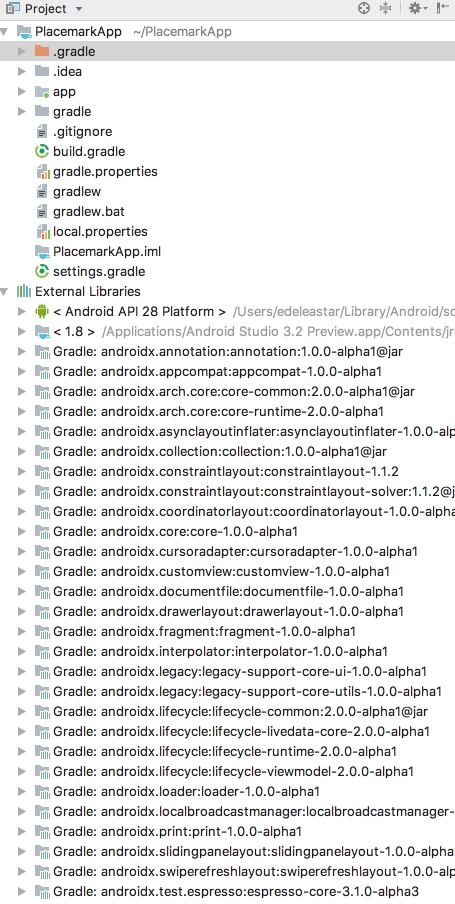 Project
PlacemarkApp ~/PlacemarkApp
.gradle
.idea
app
gradle
.gitignore
build.gradle
gradle.properties
gradlew
gradlew.bat
local.properties
PlacemarkApp.iml
settings.gradle
External Libraries
< Android API 28 Platform > /Users/edeleastar/Library/Android/sd
< 1.8 > /Applications/Android Studio 3.2 Preview.app/Contents/jr
Gradle: androidx.annotation:annotation:1.0.0-alpha1@jar
Gradle: androidx.appcompat:appcompat-1.0.0-alpha1
Gradle: androidx.arch.core:core-common:2.0.0-alpha1@jar
Gradle: androidx.arch.core:core-runtime-2.0.0-alpha1
Gradle: androidx.asynclayoutinflater:asynclayoutinflater-1.0.0-alp
Gradle: androidx.collection:collection:1.0.0-alpha1@jar
Gradle: androidx.constraintlayout:constraintlayout-1.1.2
Gradle: androidx.constraintlayout:constraintlayout-solver:1.1.2@j
Gradle: androidx.coordinatorlayout:coordinatorlayout-1.0.0-alpha
Gradle: androidx.core:core-1.0.0-alpha1
Gradle: androidx.cursoradapter:cursoradapter-1.0.0-alpha1
Gradle: androidx.customview:customview-1.0.0-alpha1
Gradle: androidx.documentfile:documentfile-1.0.0-alpha1
Gradle: androidx.drawerlayout:drawerlayout-1.0.0-alpha1
Gradle: androidx.fragment:fragment-1.0.0-alpha1
Gradle: androidx.interpolator:interpolator-1.0.0-alpha1
Gradle: androidx.legacy:legacy-support-core-ui-1.0.0-alpha1
Gradle: androidx.legacy:legacy-support-core-utils-1.0.0-alpha1
Gradle: androidx.lifecycle:lifecycle-common:2.0.0-alpha1@jar
Gradle: androidx.lifecycle:lifecycle-livedata-core-2.0.0-alpha1
Gradle: androidx.lifecycle:lifecycle-runtime-2.0.0-alpha1
Gradle: androidx.lifecycle:lifecycle-viewmodel-2.0.0-alpha1
Gradle: androidx.loader:loader-1.0.0-alpha1
Gradle: androidx.localbroadcastmanager:localbroadcastmanager-
Gradle: androidx.print:print-1.0.0-alpha1
Gradle: androidx.slidingpanelayout:slidingpanelayout-1.0.0-alpha1
Gradle: androidx.swiperefreshlayout:swiperefreshlayout-1.0.0-alpha
Gradle: androidx.test.espresso:espresso-core-3.1.0-alpha3